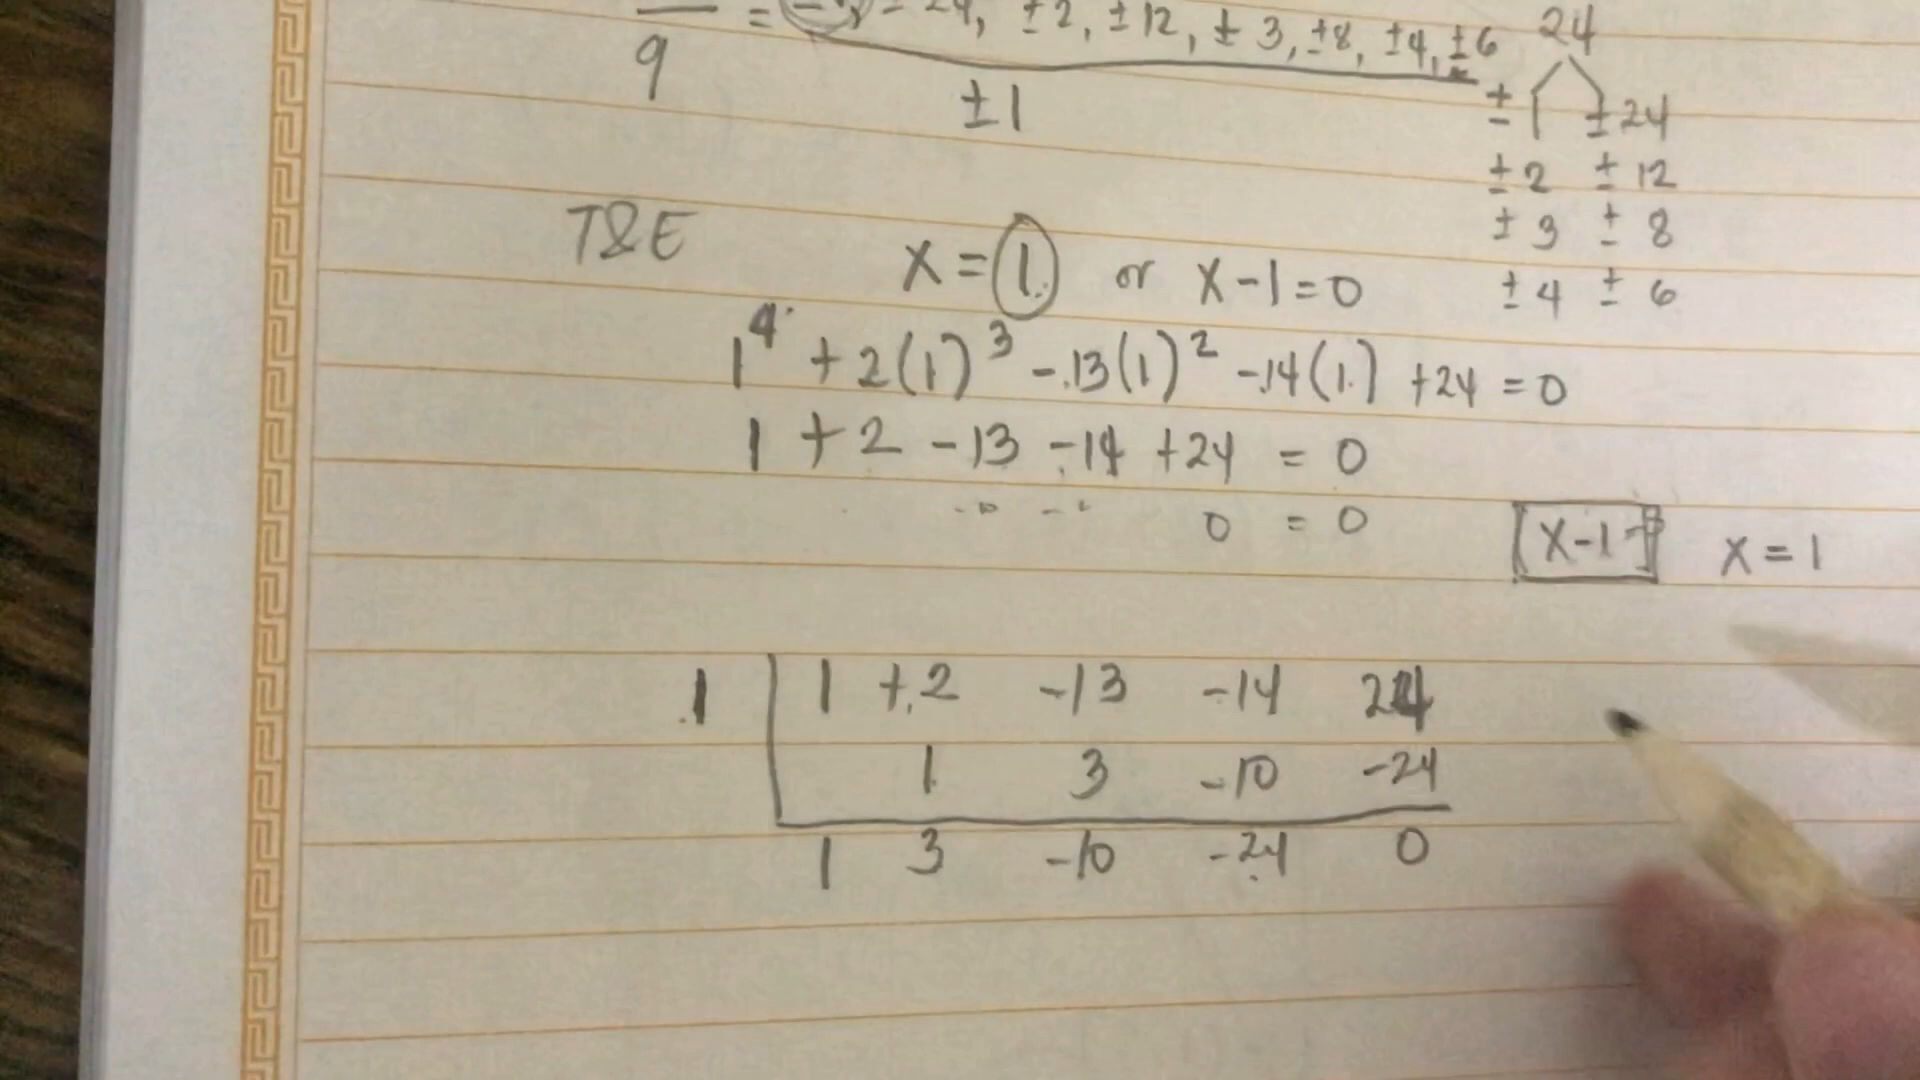 = 24, ±2, ±12, ±3, ±8, ±4, ±6
9
±1
24
±1 ±24
±2 ±12
±3 ±8
±4 ±6
T&E
x = 1 or x-1=0
1⁴ + 2(1)³ - 13(1)² - 14(1) + 24 = 0
1 + 2 - 13 - 14 + 24 = 0
0 = 0
x-1 x = 1
1 | 1 +2 -13 -14 24
1 3 -10 -24
1 3 -10 -24 0